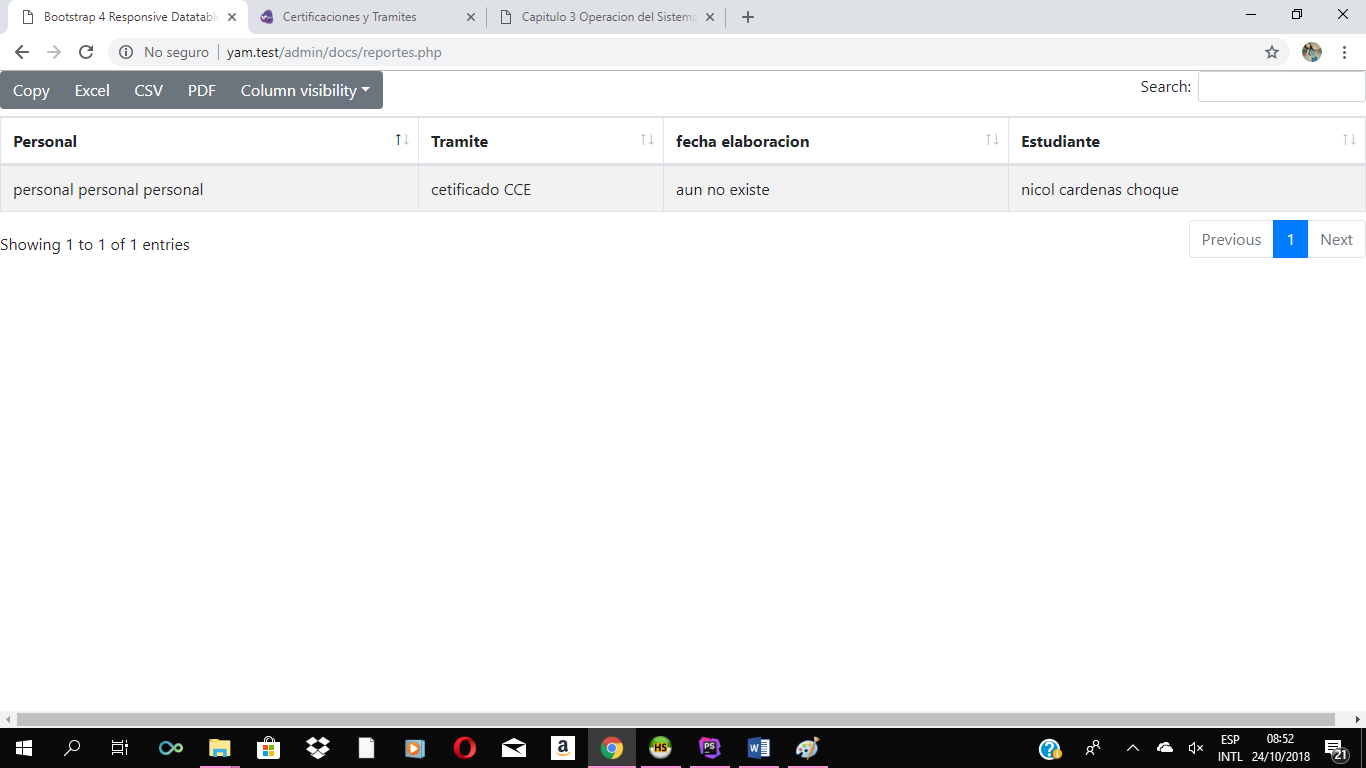 Bootstrap 4 Responsive Datatabl
Certificaciones y Tramites
Capitulo 3 Operacion del Sistema
No seguro
yam.test/admin/docs/reportes.php
Copy Excel CSV PDF Column visibility
Search:
Personal Tramite fecha elaboracion Estudiante
personal personal personal cetificado CCE aun no existe nicol cardenas choque
Showing 1 to 1 of 1 entries
Previous 1 Next
a
HS
PS
W
ESP
INTL
08:52
24/10/2018
21